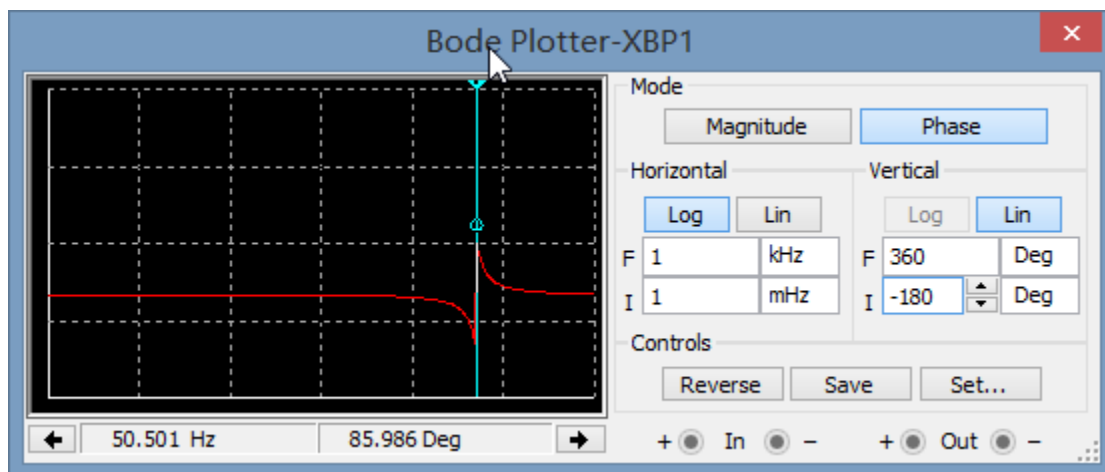 Bode Plotter-XBP1
Mode
Magnitude Phase
Horizontal Vertical
Log Lin Log Lin
F 1 kHz F 360 Deg
I 1 mHz I -180 Deg
Controls
Reverse Save Set...
50.501 Hz 85.986 Deg + In - + Out -